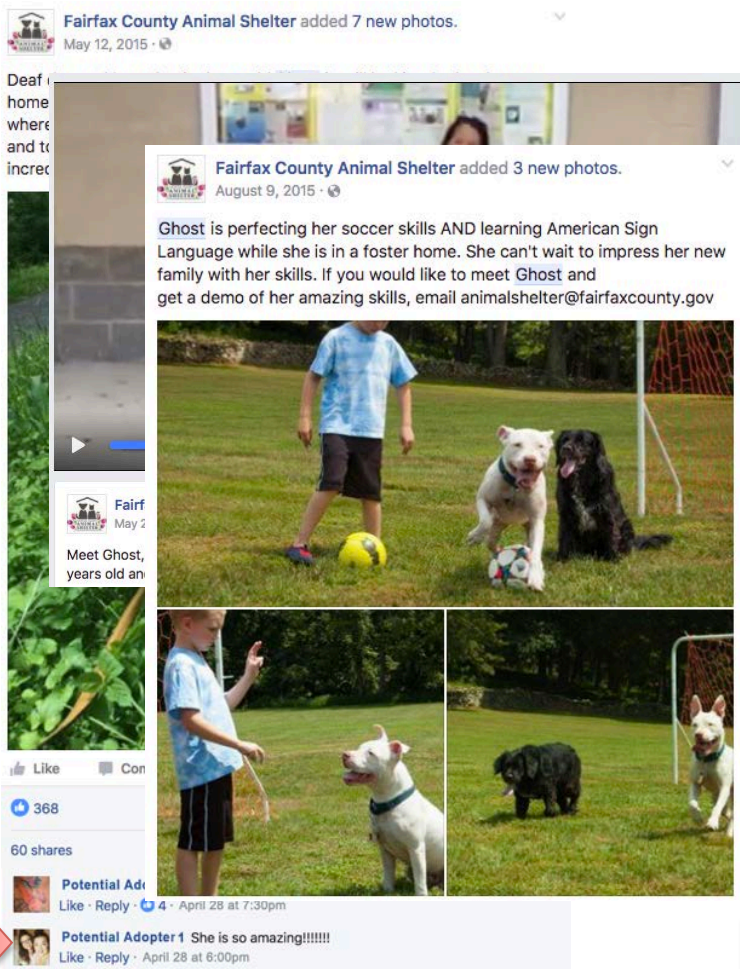 Fairfax County Animal Shelter added 7 new photos.
May 12, 2015 ·
Deaf
home
where
and
Fairfax County Animal Shelter added 3 new photos.
August 9, 2015 ·
Ghost is perfecting her soccer skills AND learning American Sign
Language while she is in a foster home. She can't wait to impress her new
family with her skills. If you would like to meet Ghost and
get a demo of her amazing skills, email animalshelter@fairfaxcounty.gov
Fairf
May 2
Meet Ghost,
years old an
Like Com
368
60 shares
Potential Ado
Like · Reply · 4 · April 28 at 7:30pm
Potential Adopter 1 She is so amazing!!!!!!!
Like · Reply · April 28 at 6:00pm